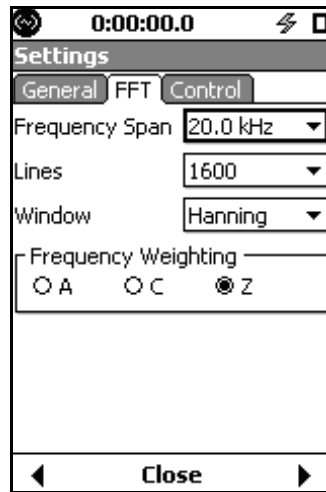 0:00:00.0
Settings
General FFT Control
Frequency Span 20.0 kHz
Lines 1600
Window Hanning
Frequency Weighting
A C Z
Close